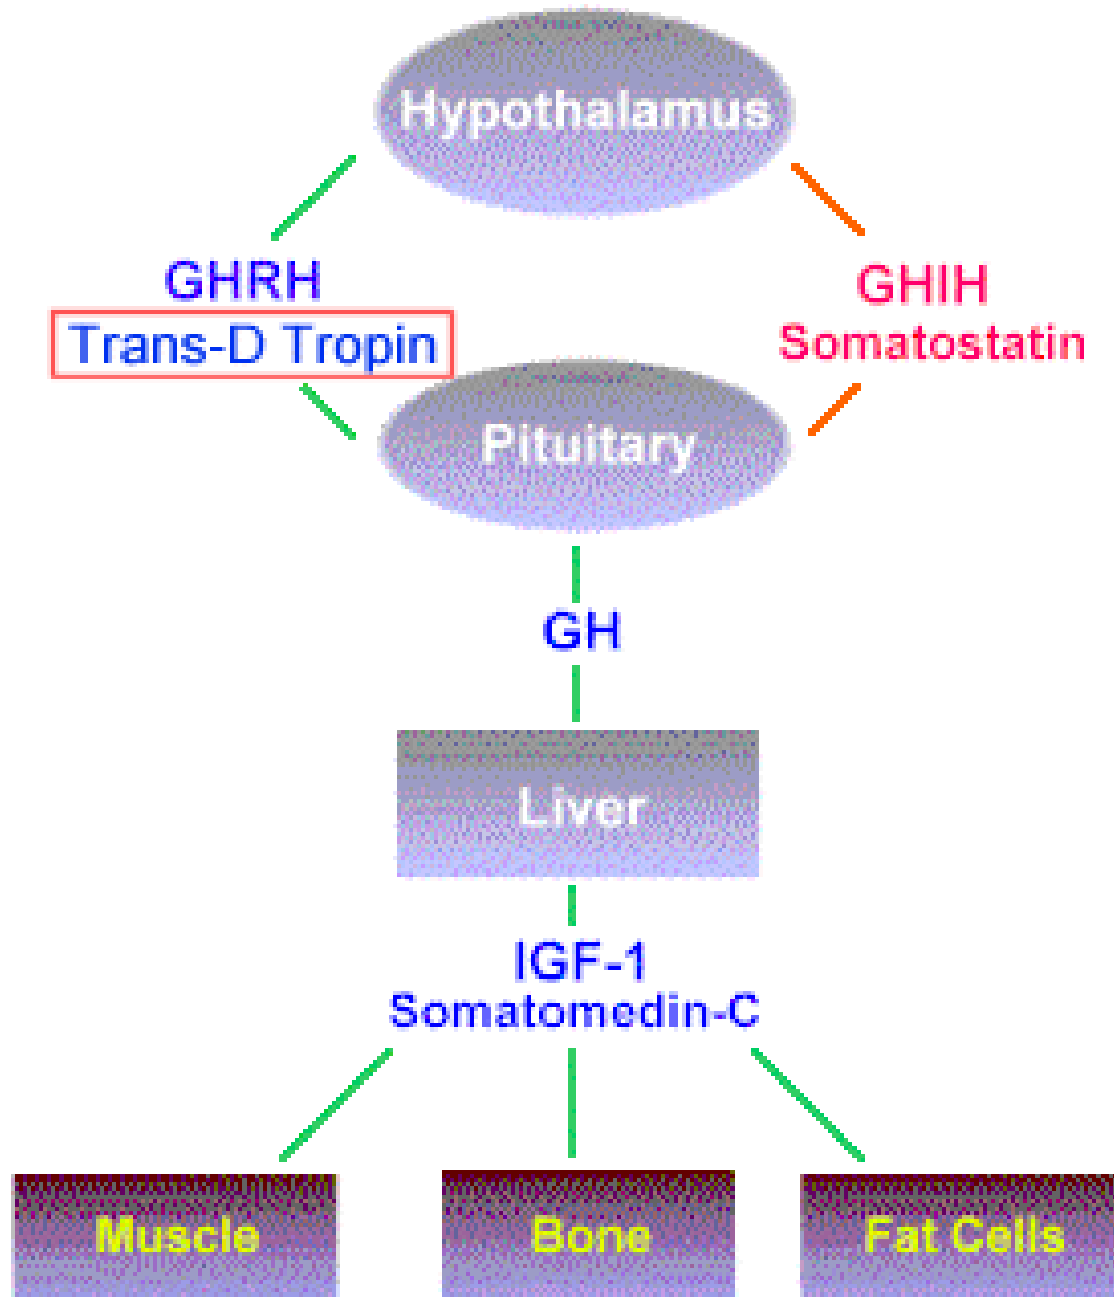 Hypothalamus
GHRH
Trans-D Tropin
GHIH
Somatostatin
Pituitary
GH
Liver
IGF-1
Somatomedin-C
Muscle
Bone
Fat Cells